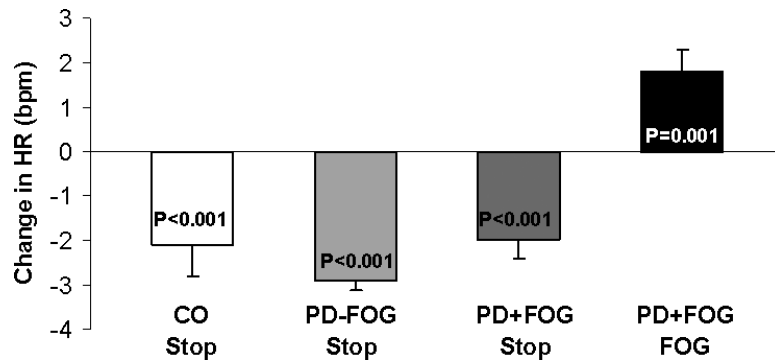 Change in HR (bpm)
3
2
1
0
-1
-2
-3
-4
P<0.001
P<0.001
P<0.001
P=0.001
CO PD-FOG PD+FOG PD+FOG
Stop Stop Stop FOG